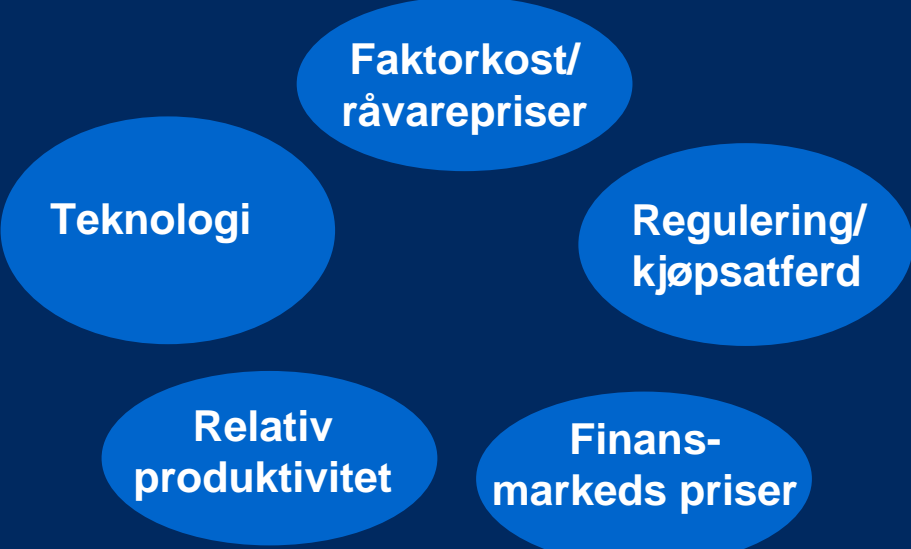 Faktorkost/
råvarepriser
Teknologi
Regulering/
kjøpsatferd
Relativ
produktivitet
Finans-
markeds priser